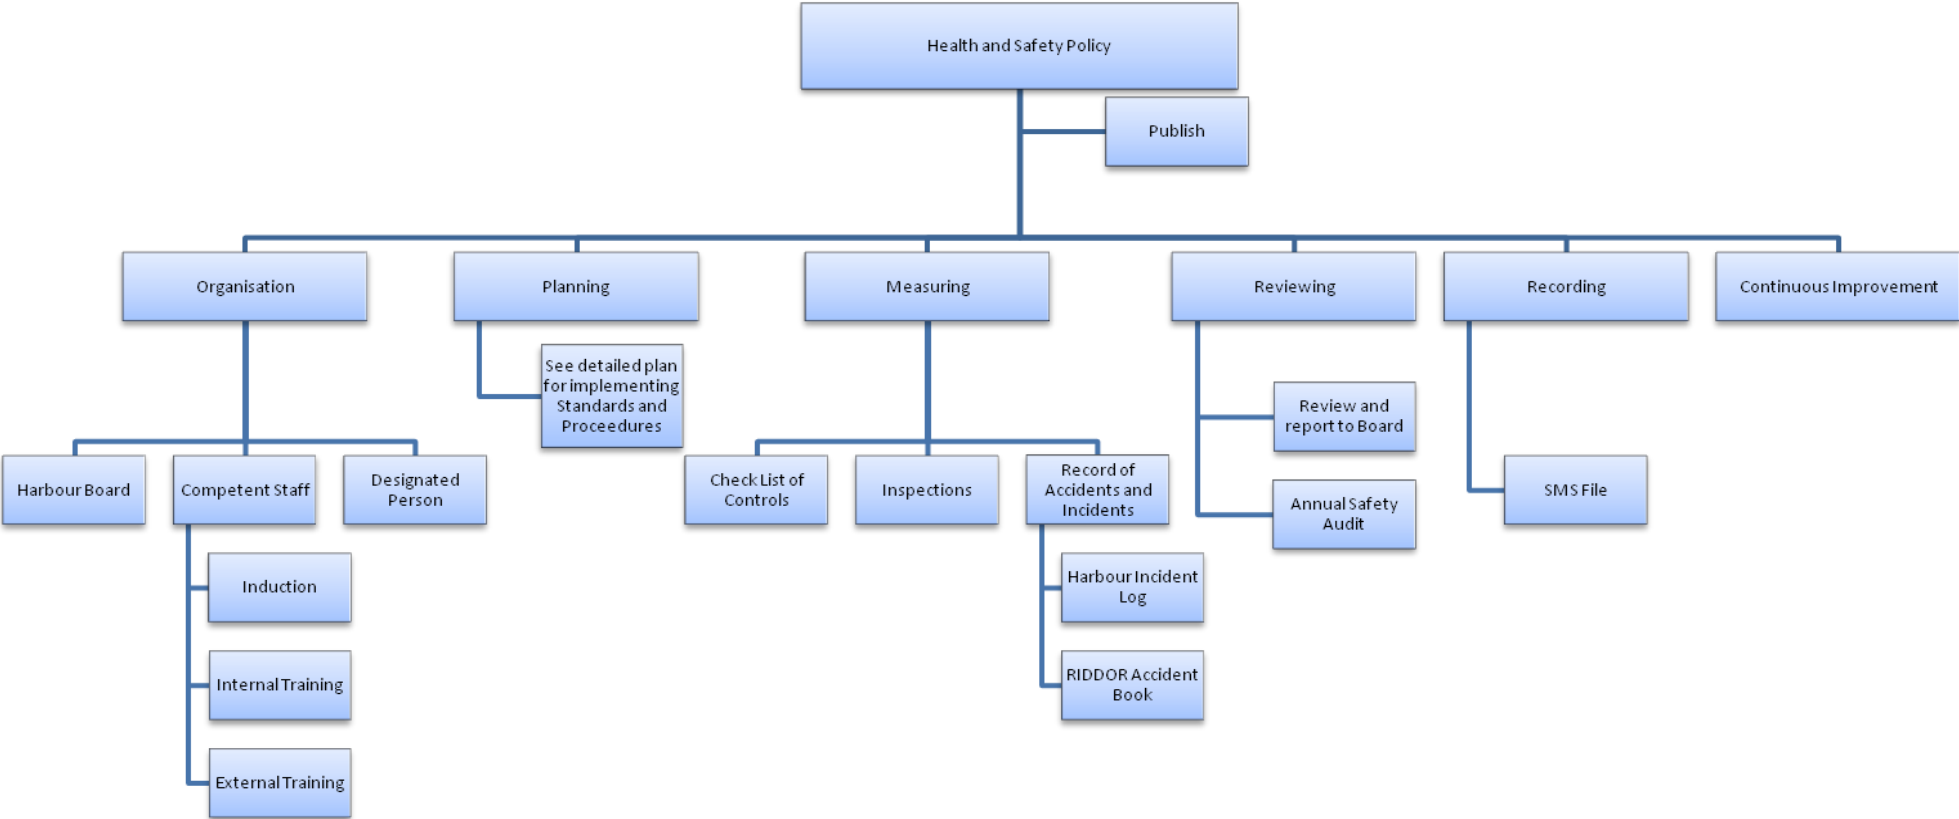 Health and Safety Policy
Publish
Organisation
Planning
Measuring
Reviewing
Recording
Continuous Improvement
See detailed plan
for implementing
Standards and
Proceedures
Review and
report to Board
Harbour Board
Competent Staff
Designated
Person
Check List of
Controls
Inspections
Record of
Accidents and
Incidents
Annual Safety
Audit
SMS File
Induction
Harbour Incident
Log
Internal Training
RIDDOR Accident
Book
External Training